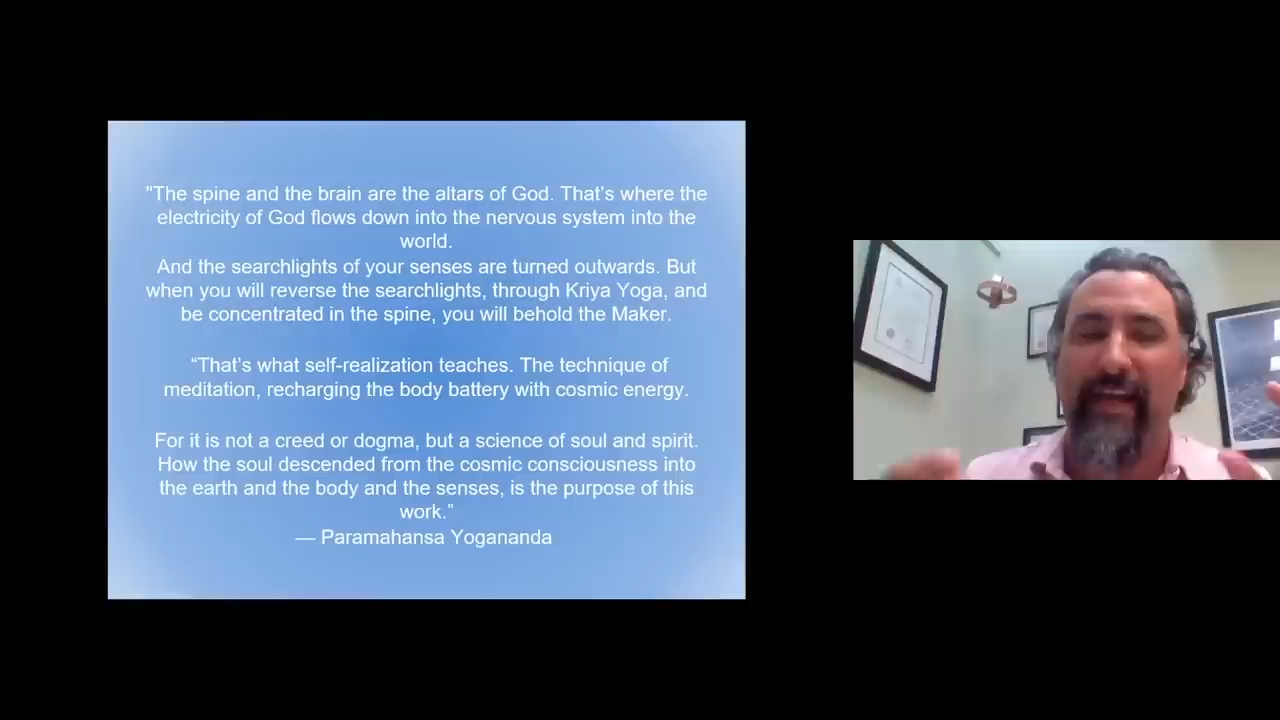 "The spine and the brain are the altars of God. That's where the
electricity of God flows down into the nervous system into the
world.
And the searchlights of your senses are turned outwards. But
when you will reverse the searchlights, through Kriya Yoga, and
be concentrated in the spine, you will behold the Maker.
“That’s what self-realization teaches. The technique of
meditation, recharging the body battery with cosmic energy.
For it is not a creed or dogma, but a science of soul and spirit.
How the soul descended from the cosmic consciousness into
the earth and the body and the senses, is the purpose of this
work.”
— Paramahansa Yogananda